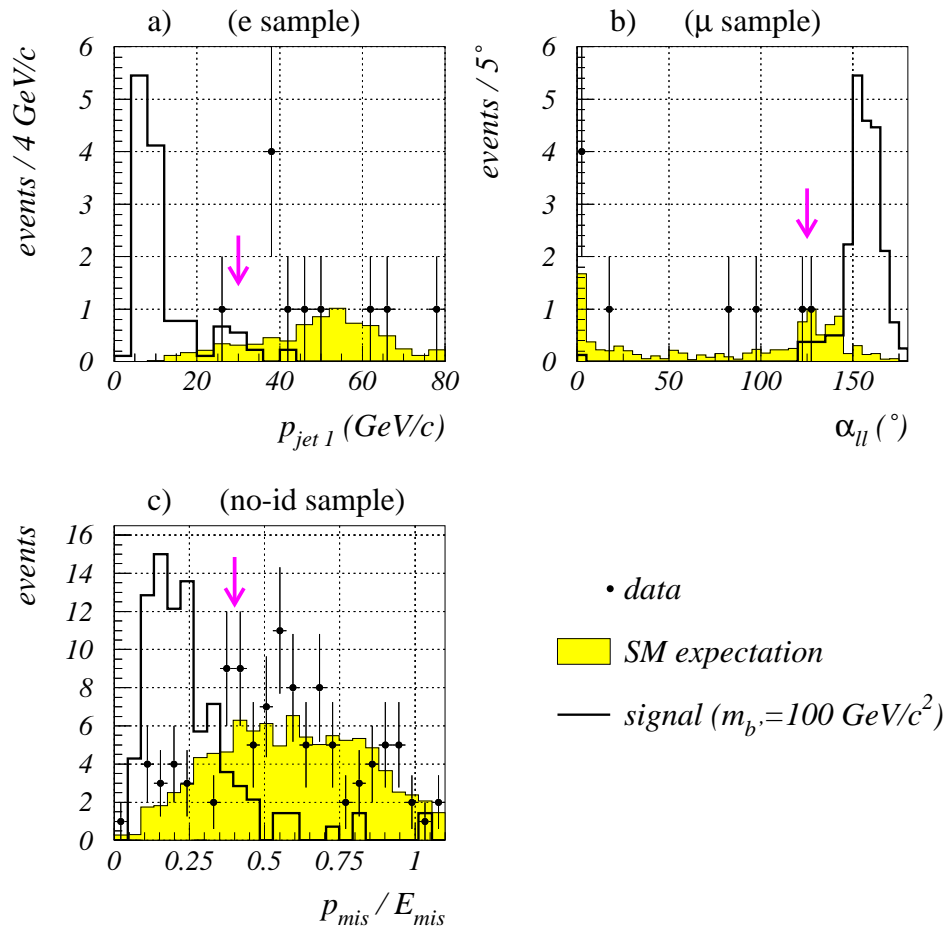 a) (e sample)
events / 4 GeV/c
6
5
4
3
2
1
0
0 20 40 60 80
p_jet 1 (GeV/c)
b) (μ sample)
events / 5°
6
5
4
3
2
1
0
0 50 100 150
α_ll (°)
c) (no-id sample)
events
16
14
12
10
8
6
4
2
0
0 0.25 0.5 0.75 1
p_mis / E_mis
data
SM expectation
signal (m_b’=100 GeV/c²)